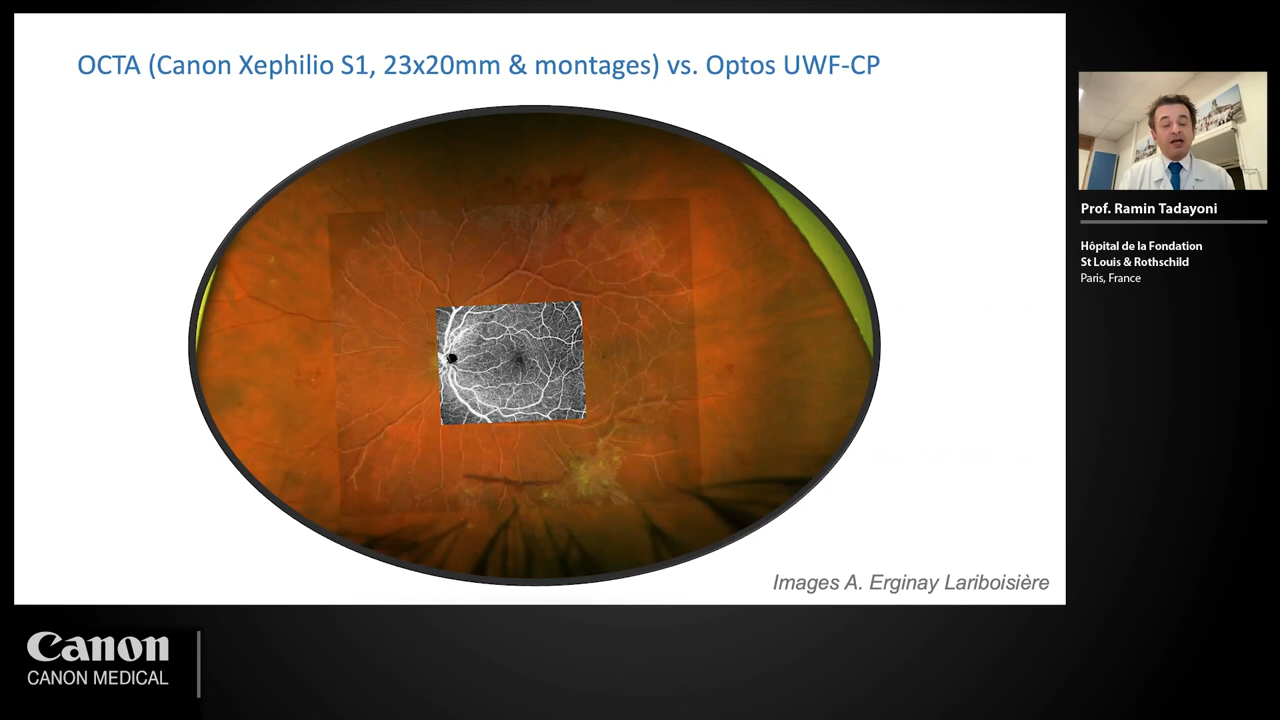 OCTA (Canon Xephilio S1, 23x20mm & montages) vs. Optos UWF-CP
Images A. Erginay Lariboisière
Prof. Ramin Tadayoni
Hôpital de la Fondation
St Louis & Rothschild
Paris, France
Canon
CANON MEDICAL